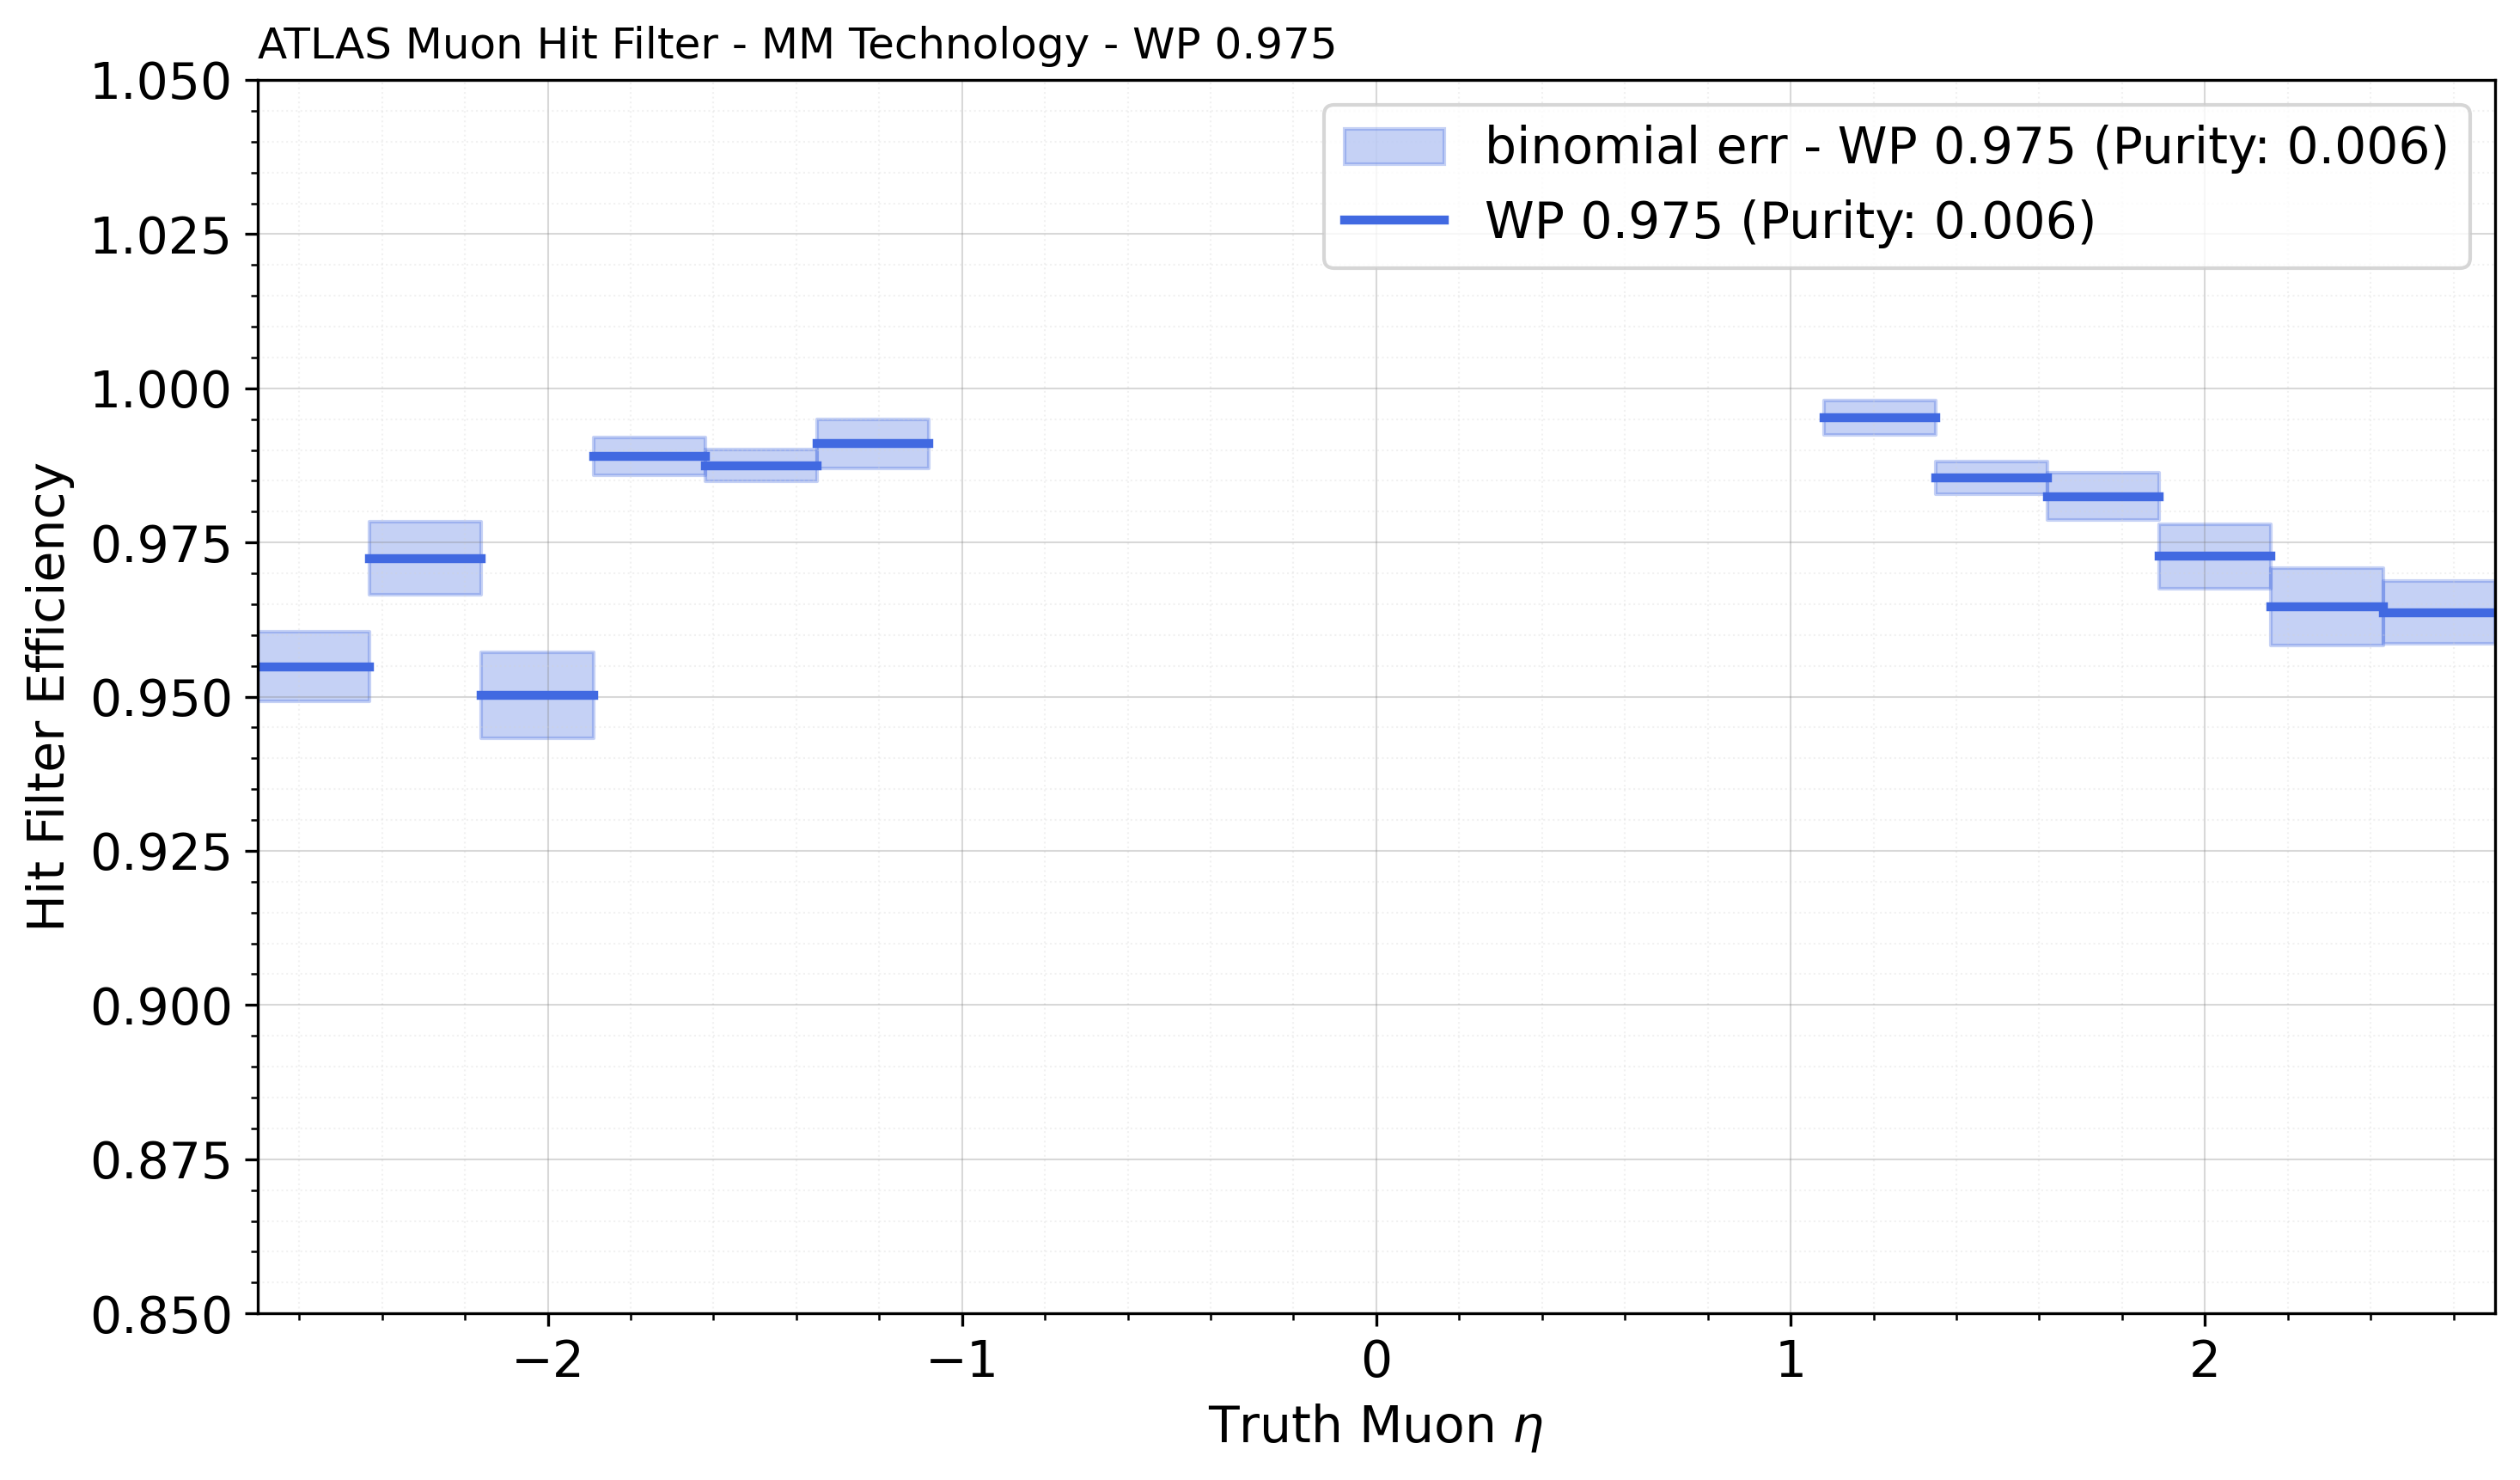 ATLAS Muon Hit Filter - MM Technology - WP 0.975
1.050
1.025
1.000
0.975
0.950
0.925
0.900
0.875
0.850
Hit Filter Efficiency
binomial err - WP 0.975 (Purity: 0.006)
WP 0.975 (Purity: 0.006)
−2 −1 0 1 2
Truth Muon η